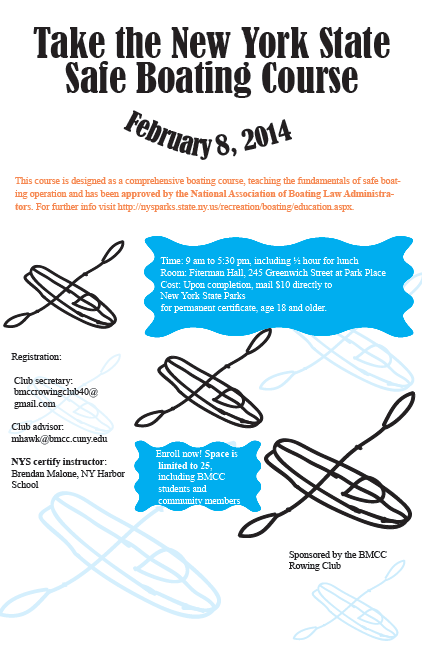 Take the New York State
Safe Boating Course
February 8, 2014
This course is designed as a comprehensive boating course, teaching the fundamentals of safe boat-
ing operation and has been approved by the National Association of Boating Law Administra-
tors. For further info visit http://nysparks.state.ny.us/recreation/boating/education.aspx.
Time: 9 am to 5:30 pm, including ½ hour for lunch
Room: Fiterman Hall, 245 Greenwich Street at Park Place
Cost: Upon completion, mail $10 directly to
New York State Parks
for permanent certificate, age 18 and older.
Registration:
Club secretary:
bmccrowingclub40@
gmail.com
Club advisor:
mhawk@bmcc.cuny.edu
NYS certify instructor:
Brendan Malone, NY Harbor
School
Enroll now! Space is
limited to 25,
including BMCC
students and
community members
Sponsored by the BMCC
Rowing Club